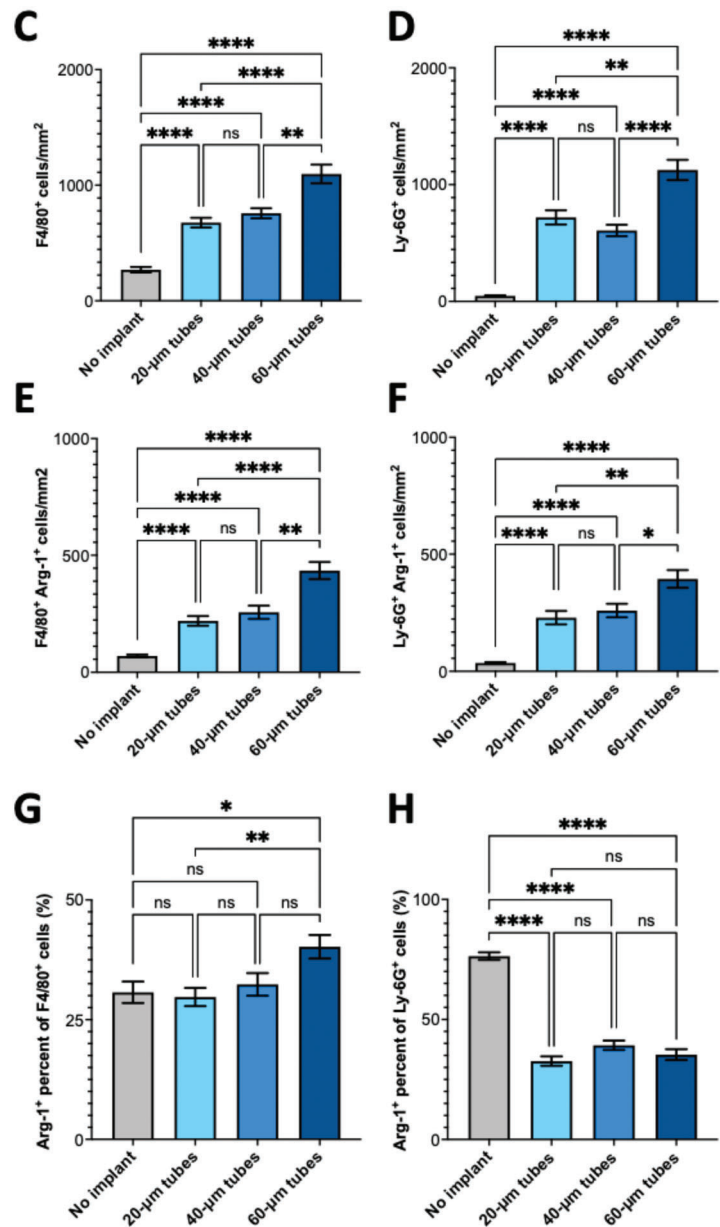 C
****
****
****
**** ns **
2000
1000
0
F4/80⁺ cells/mm²
No implant
20-μm tubes
40-μm tubes
60-μm tubes
D
****
**
****
**** ns ****
2000
1000
0
Ly-6G⁺ cells/mm²
No implant
20-μm tubes
40-μm tubes
60-μm tubes
E
****
****
****
**** ns **
1000
500
0
F4/80⁺ Arg-1⁺ cells/mm2
No implant
20-μm tubes
40-μm tubes
60-μm tubes
F
****
**
****
**** ns *
1000
500
0
Ly-6G⁺ Arg-1⁺ cells/mm²
No implant
20-μm tubes
40-μm tubes
60-μm tubes
G
*
**
ns
ns ns ns
50
25
0
Arg-1⁺ percent of F4/80⁺ cells (%)
No implant
20-μm tubes
40-μm tubes
60-μm tubes
H
****
ns
****
**** ns ns
100
50
0
Arg-1⁺ percent of Ly-6G⁺ cells (%)
No implant
20-μm tubes
40-μm tubes
60-μm tubes